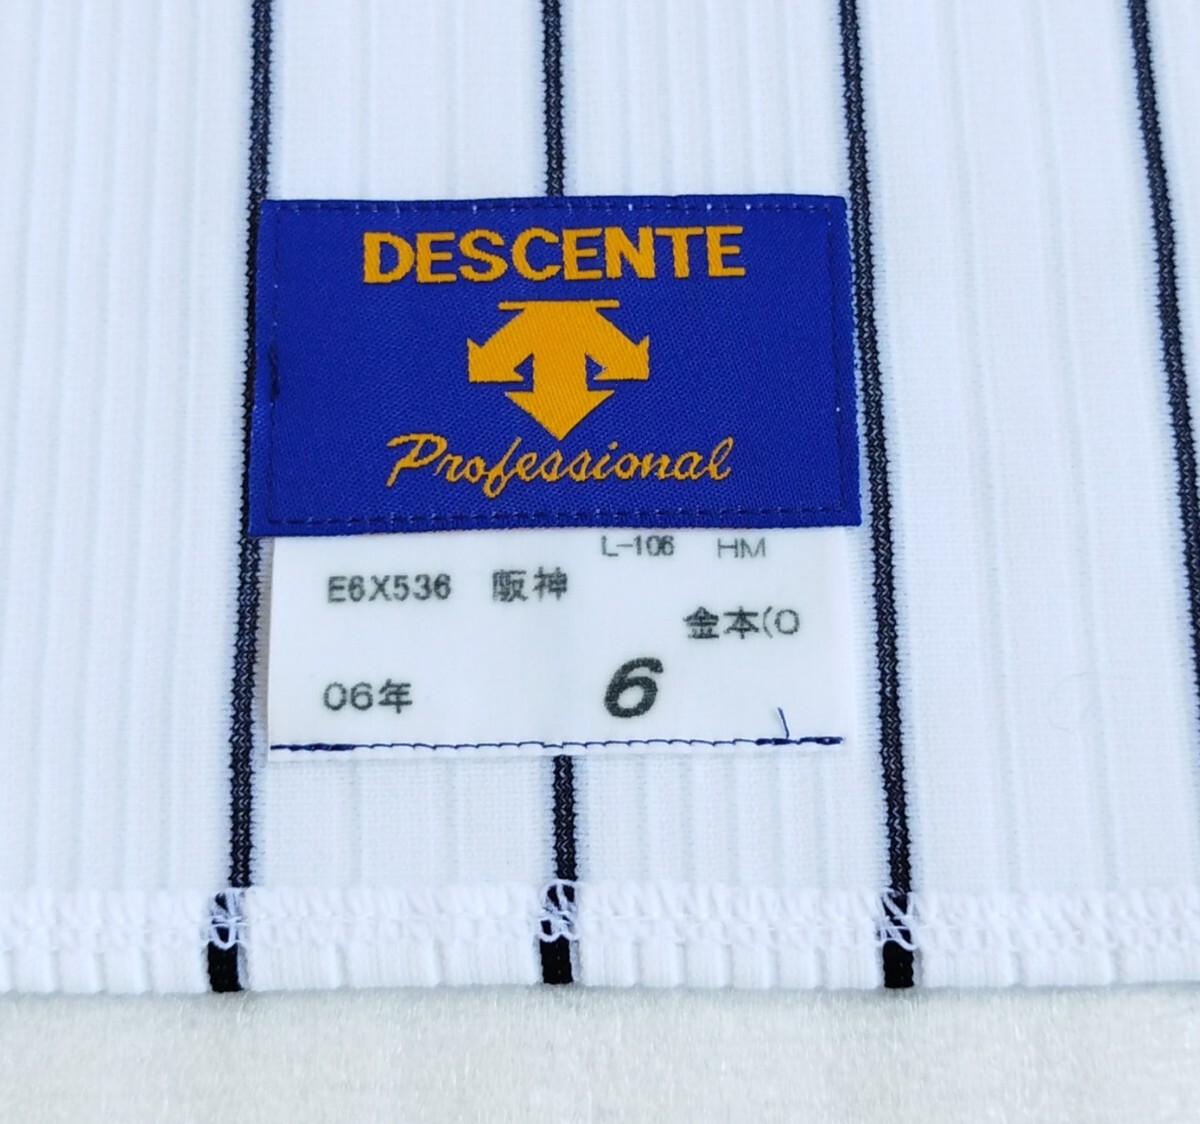 DESCENTE
Professional
L-106 HM
E6X536 阪神
金本(O
06年 6